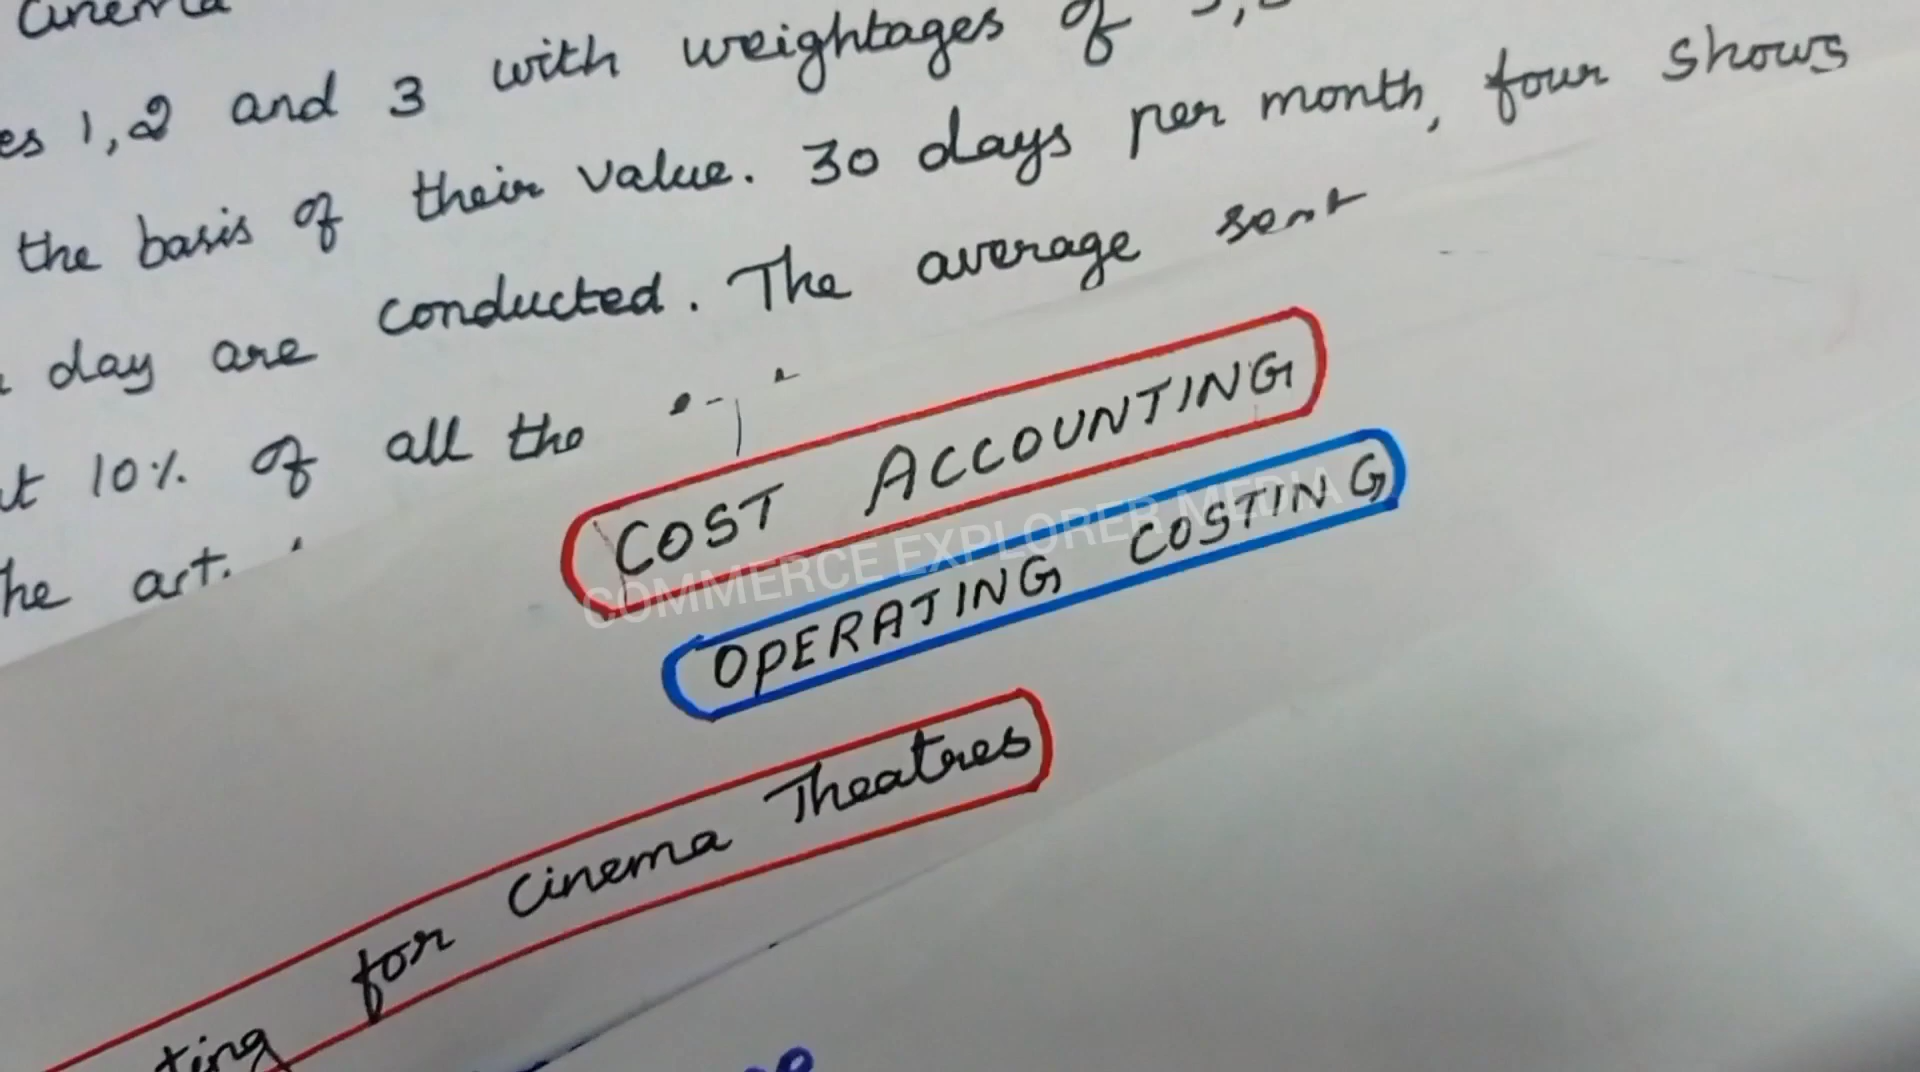 Cinema
es 1, 2 and 3 with weightages of
the basis of their value. 30 days per month, four shows
day are conducted. The average
t 10% of all the
he art.
COST ACCOUNTING
COMMERCE EXPLORER MEDIA
OPERATING COSTING
ting for Cinema Theatres